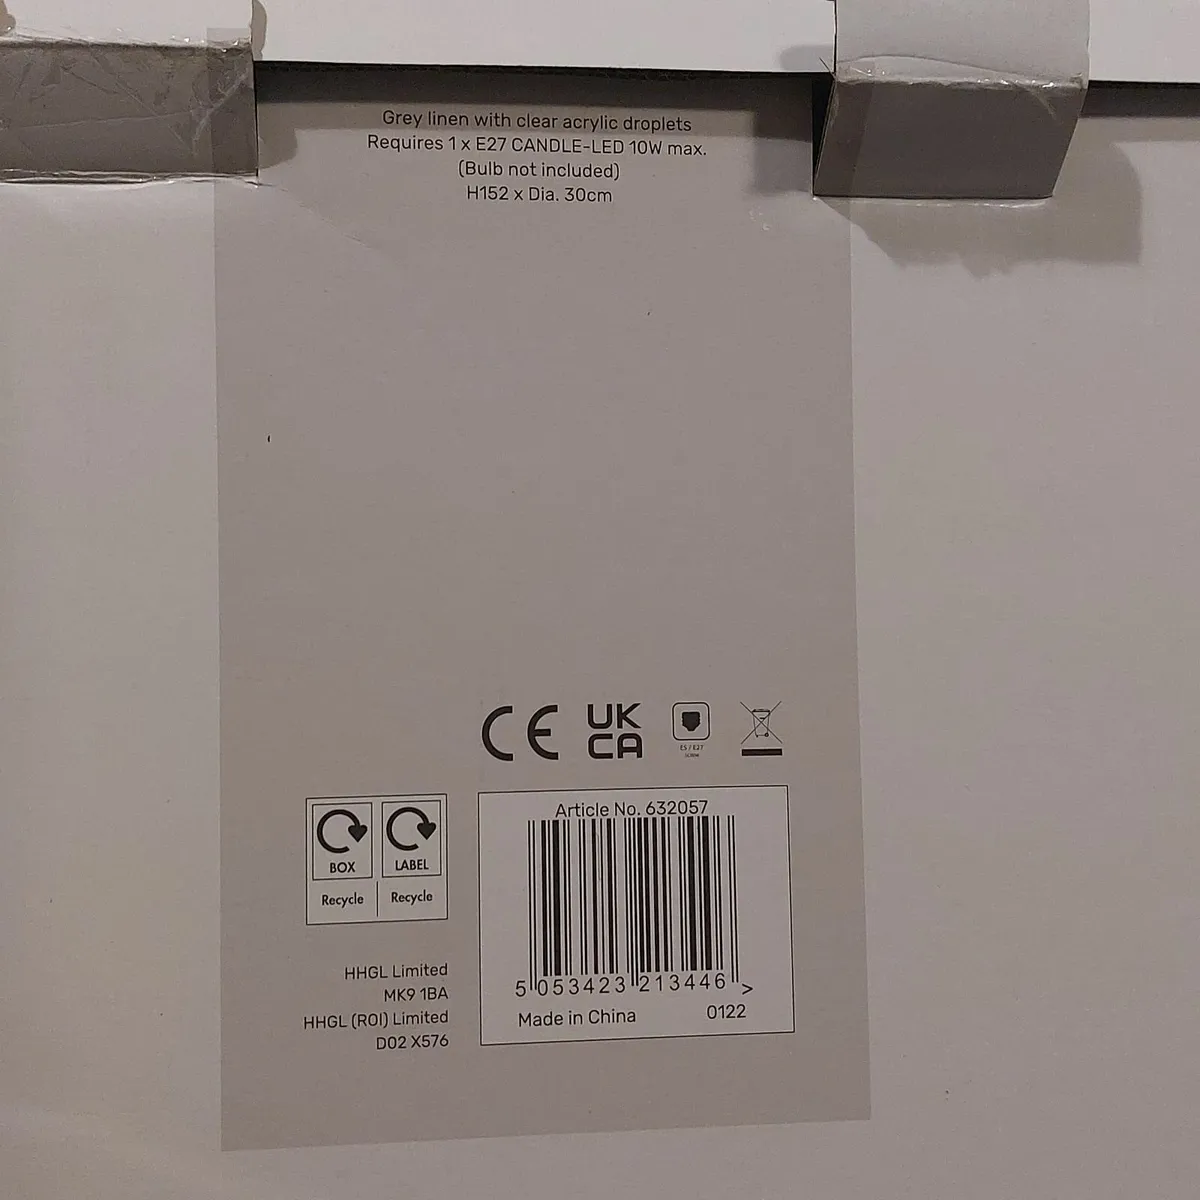 Grey linen with clear acrylic droplets
Requires 1 x E27 CANDLE-LED 10W max.
(Bulb not included)
H152 x Dia. 30cm
CE
UK
CA
ES / E27
SCREW
BOX
LABEL
Recycle
Recycle
Article No. 632057
5 053423 213446 >
Made in China
0122
HHGL Limited
MK9 1BA
HHGL (ROI) Limited
D02 X576